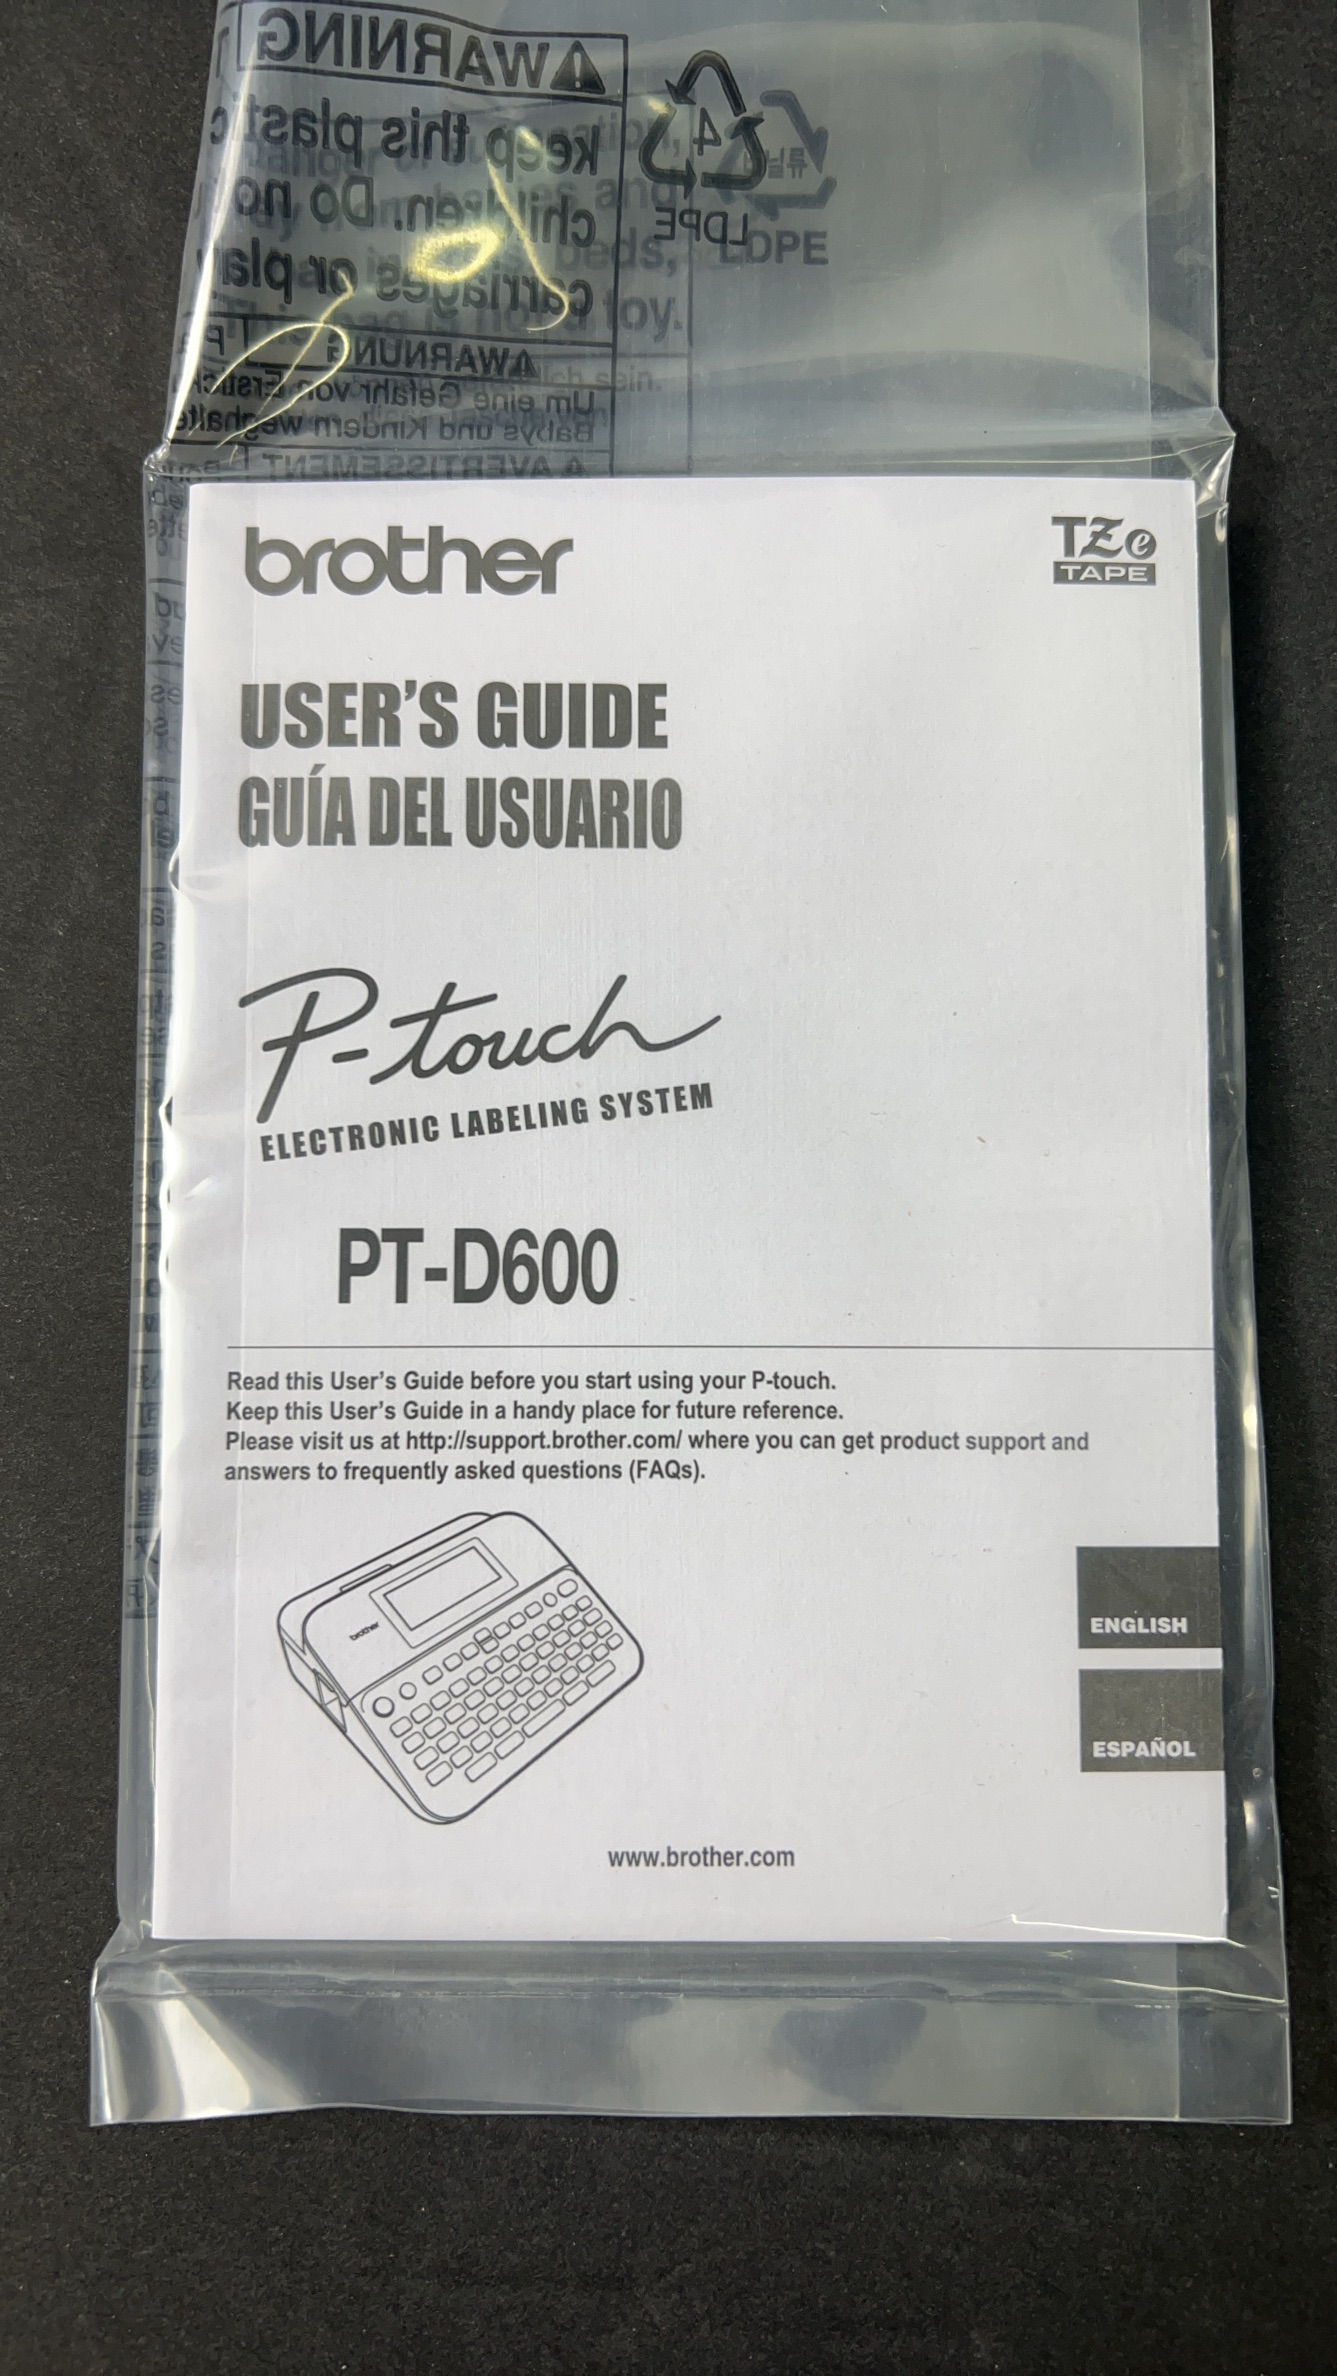 WARNING
keep this plastic
children. Do no
carriages or play
4
LDPE
LDPE
beds,
toy.
WARNUNG
Um eine Gefahr von Erstick
Babys und Kindern weghalte
AVERTISSEMENT
brother
TZe
TAPE
USER'S GUIDE
GUÍA DEL USUARIO
P-touch
ELECTRONIC LABELING SYSTEM
PT-D600
Read this User's Guide before you start using your P-touch.
Keep this User's Guide in a handy place for future reference.
Please visit us at http://support.brother.com/ where you can get product support and
answers to frequently asked questions (FAQs).
brother
ENGLISH
ESPAÑOL
www.brother.com